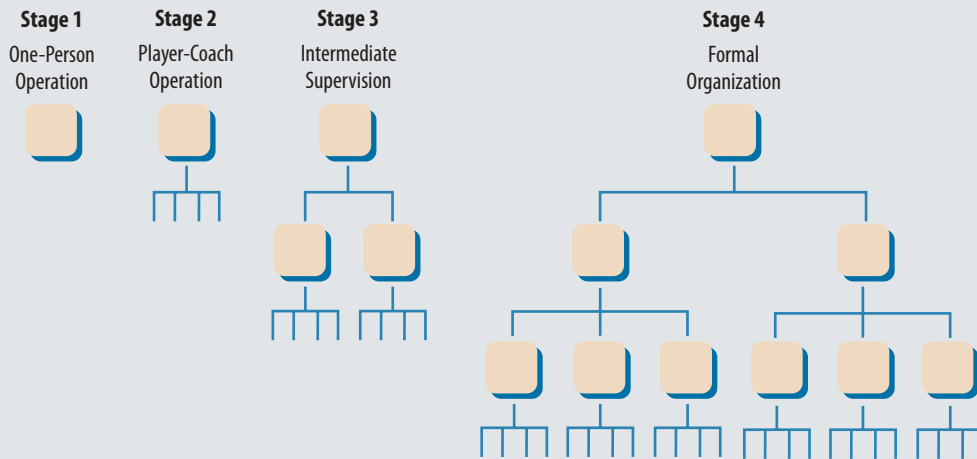 Stage 1
One-Person
Operation
Stage 2
Player-Coach
Operation
Stage 3
Intermediate
Supervision
Stage 4
Formal
Organization